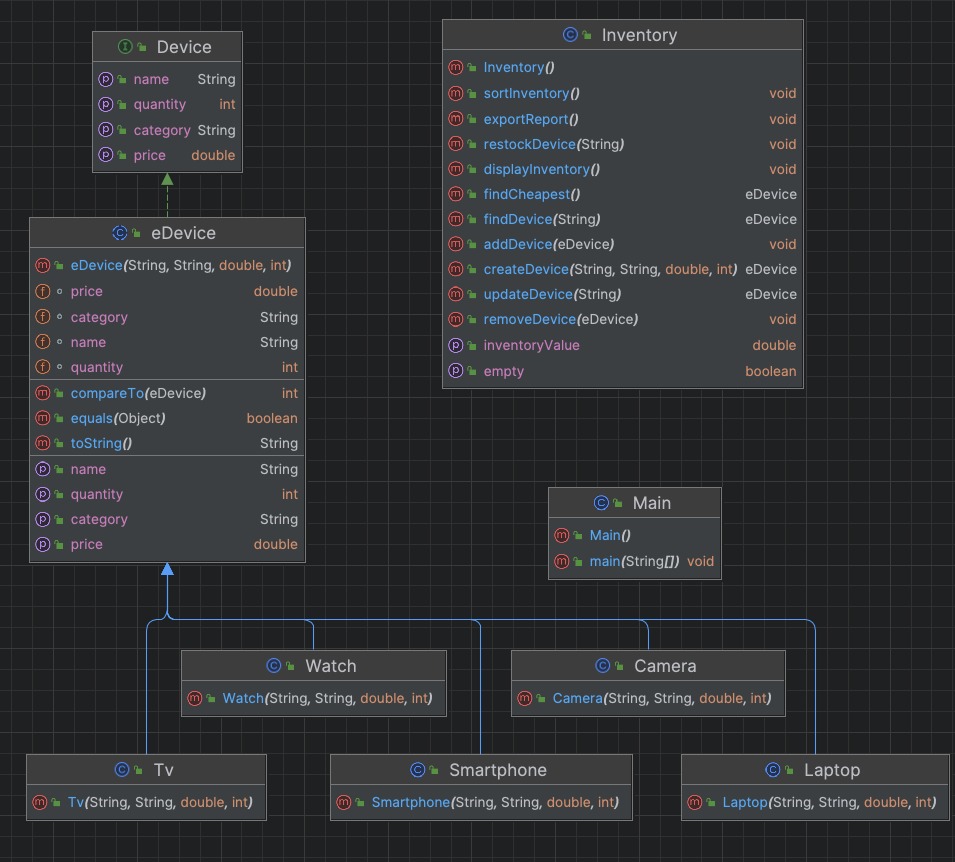 Device
name String
quantity int
category String
price double
Inventory
Inventory()
sortInventory() void
exportReport() void
restockDevice(String) void
displayInventory() void
findCheapest() eDevice
findDevice(String) eDevice
addDevice(eDevice) void
createDevice(String, String, double, int) eDevice
updateDevice(String) eDevice
removeDevice(eDevice) void
inventoryValue double
empty boolean
eDevice
eDevice(String, String, double, int)
price double
category String
name String
quantity int
compareTo(eDevice) int
equals(Object) boolean
toString() String
name String
quantity int
category String
price double
Main
Main()
main(String[]) void
Watch
Watch(String, String, double, int)
Camera
Camera(String, String, double, int)
Tv
Tv(String, String, double, int)
Smartphone
Smartphone(String, String, double, int)
Laptop
Laptop(String, String, double, int)